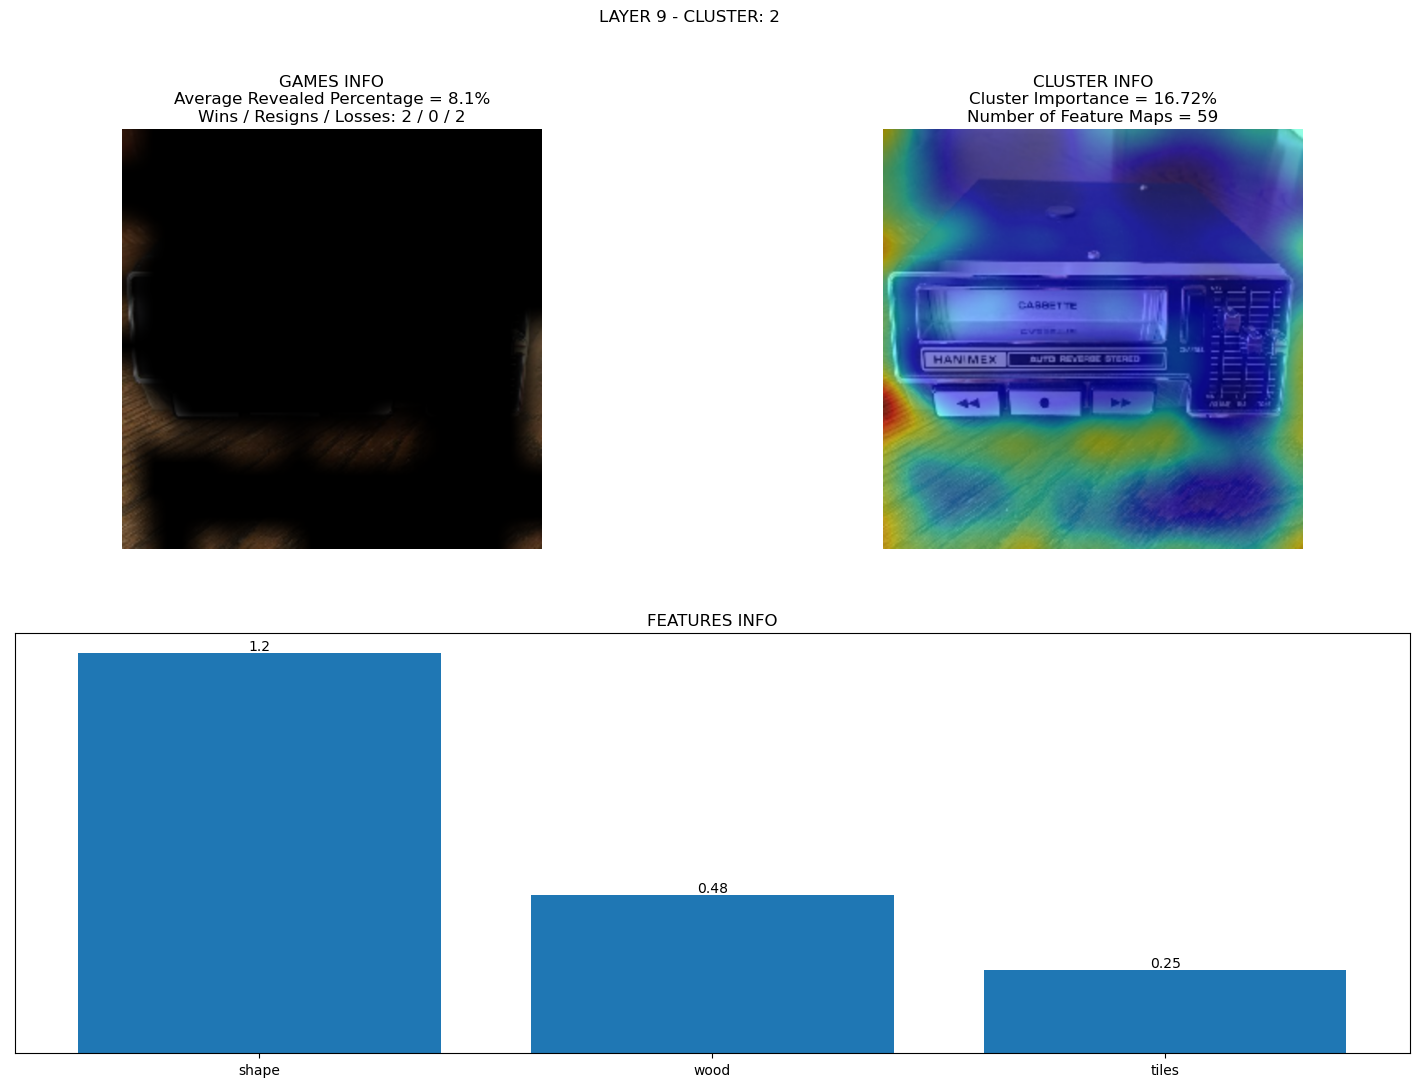 LAYER 9 - CLUSTER: 2
GAMES INFO
Average Revealed Percentage = 8.1%
Wins / Resigns / Losses: 2 / 0 / 2
CLUSTER INFO
Cluster Importance = 16.72%
Number of Feature Maps = 59
CASSETTE
HANIMEX
AUTO REVERSE STEREO
FEATURES INFO
1.2
0.48
0.25
shape
wood
tiles